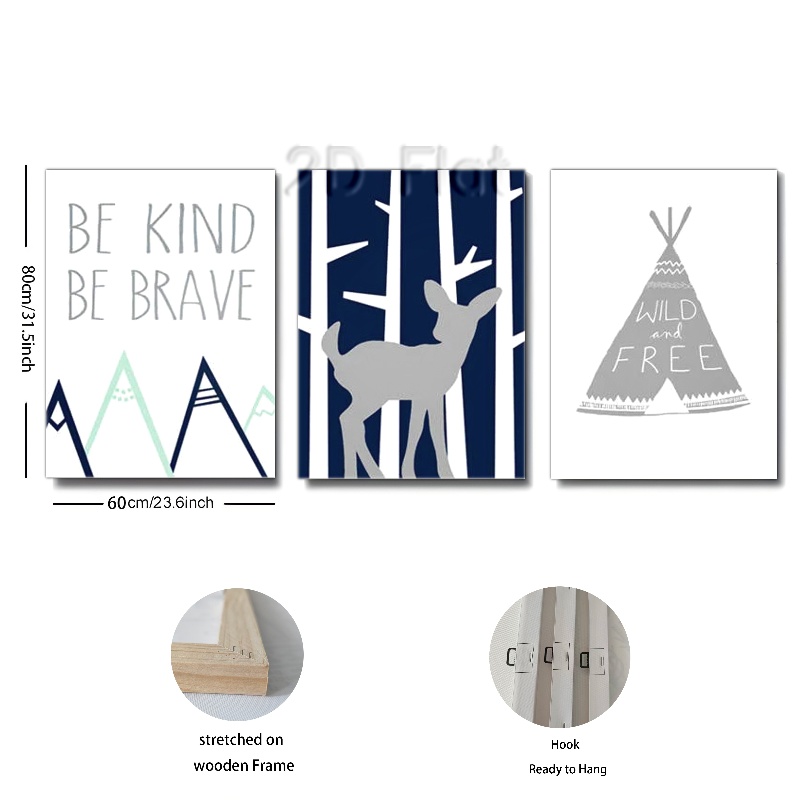 2D Flat
BE KIND
BE BRAVE
WILD
and
FREE
80cm/31.5inch
60cm/23.6inch
stretched on
wooden Frame
Hook
Ready to Hang